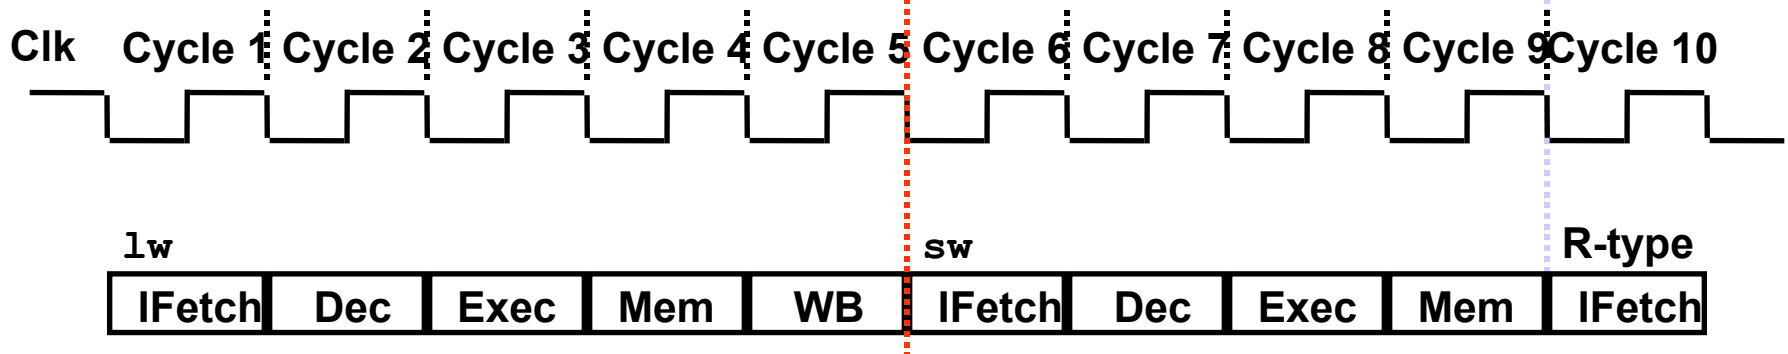 Clk Cycle 1 Cycle 2 Cycle 3 Cycle 4 Cycle 5 Cycle 6 Cycle 7 Cycle 8 Cycle 9 Cycle 10
lw sw R-type
IFetch Dec Exec Mem WB IFetch Dec Exec Mem IFetch